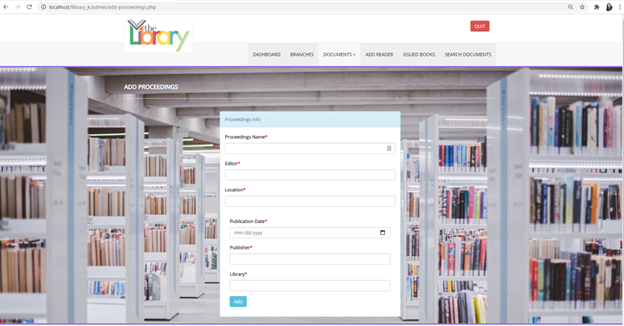 localhost/library_k/admin/add-proceedings.php
the
Library
QUIT
DASHBOARD BRANCHES DOCUMENTS ADD READER ISSUED BOOKS SEARCH DOCUMENTS
ADD PROCEEDINGS
Proceedings Info
Proceedings Name*
Editor*
Location*
Publication Date*
mm/dd/yyyy
Publisher*
Library*
Add